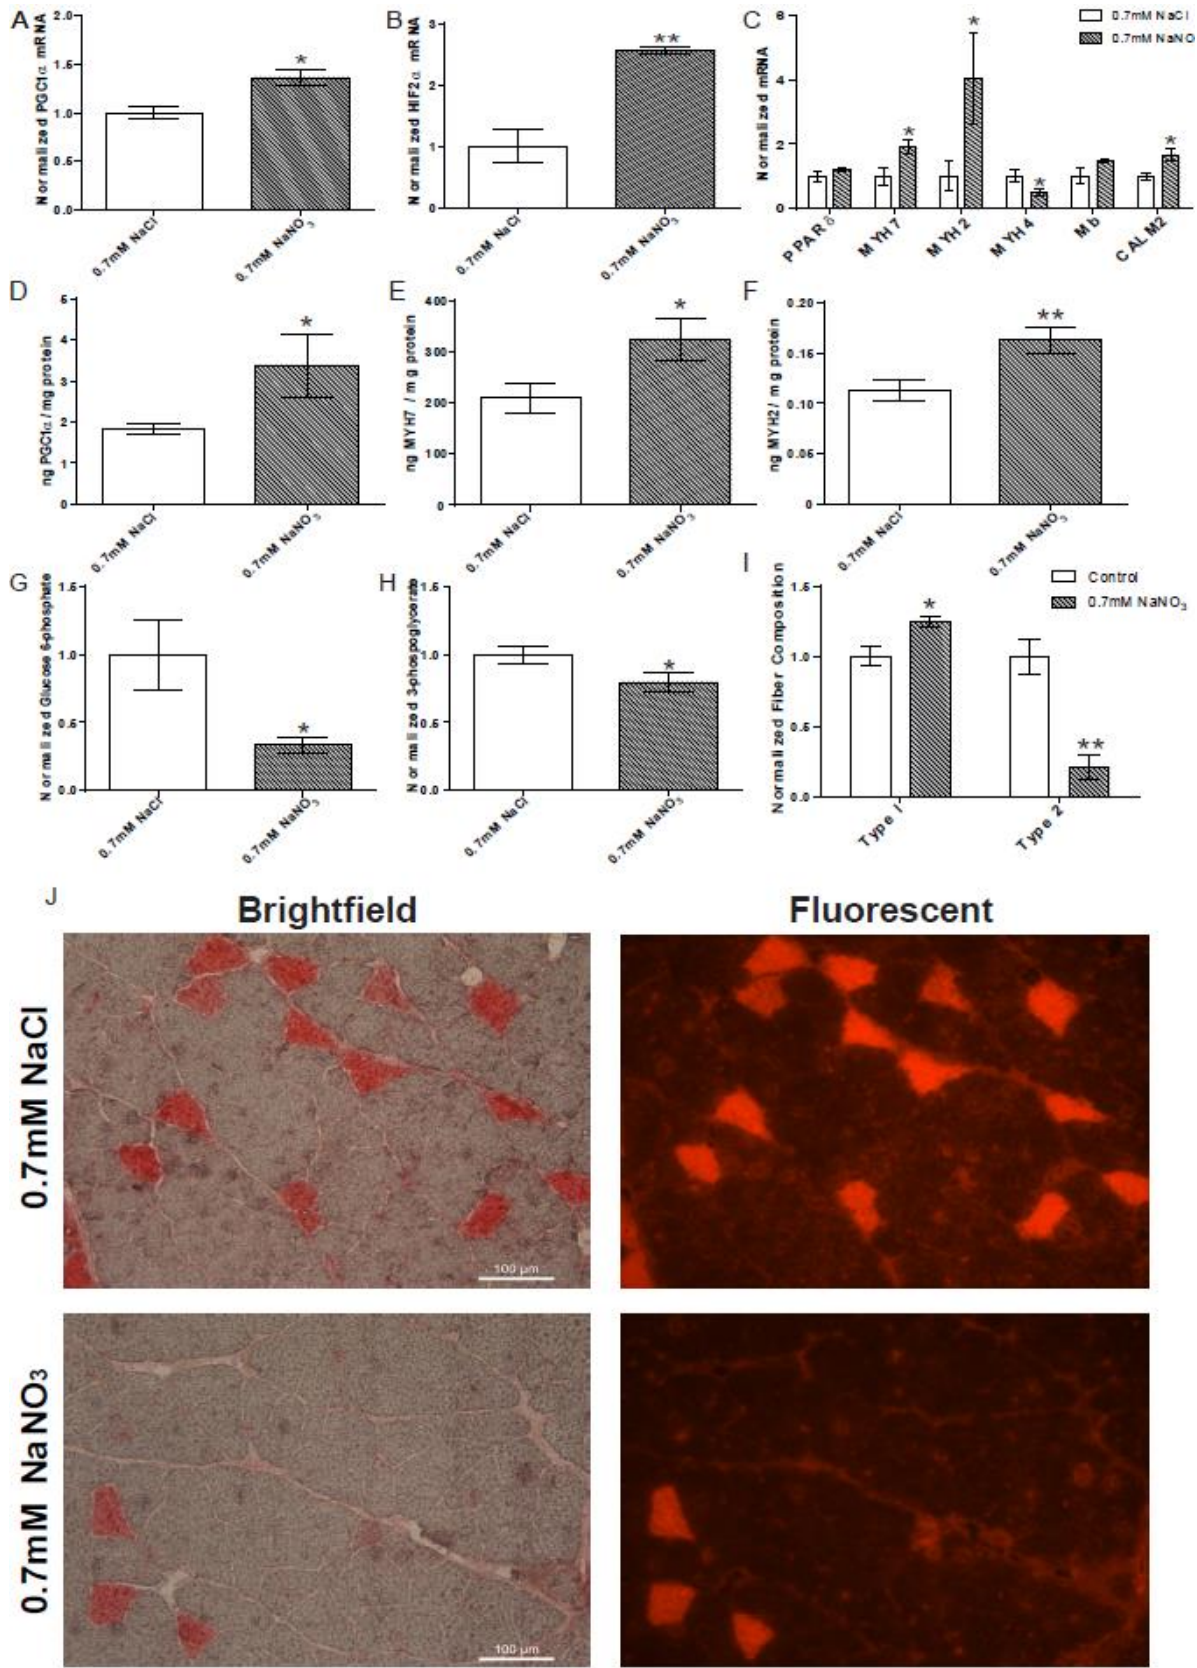 A
Normalized PGC1α mRNA
2.0
1.5
1.0
0.5
0.0
*
0.7mM NaCl
0.7mM NaNO3
B
Normalized HIF2α mRNA
3
2
1
0
**
0.7mM NaCl
0.7mM NaNO3
C
Normalized mRNA
6
4
2
0
*
*
*
*
0.7mM NaCl
0.7mM NaNO
PPARδ
MYH7
MYH2
MYH4
Mb
CALM2
D
ng PGC1α / mg protein
5
4
3
2
1
0
*
0.7mM NaCl
0.7mM NaNO3
E
ng MYH7 / mg protein
400
300
200
100
0
*
0.7mM NaCl
0.7mM NaNO3
F
ng MYH2/ mg protein
0.20
0.15
0.10
0.05
0
**
0.7mM NaCl
0.7mM NaNO3
G
Normalized Glucose 6-phosphate
1.5
1.0
0.5
0.0
*
0.7mM NaCl
0.7mM NaNO3
H
Normalized 3-phospoglycerate
1.5
1.0
0.5
0.0
*
0.7mM NaCl
0.7mM NaNO3
I
Normalized Fiber Composition
1.5
1.0
0.5
0.0
*
**
Control
0.7mM NaNO3
Type I
Type 2
J
Brightfield
Fluorescent
0.7mM NaCl
100 µm
0.7mM NaNO3
100 µm